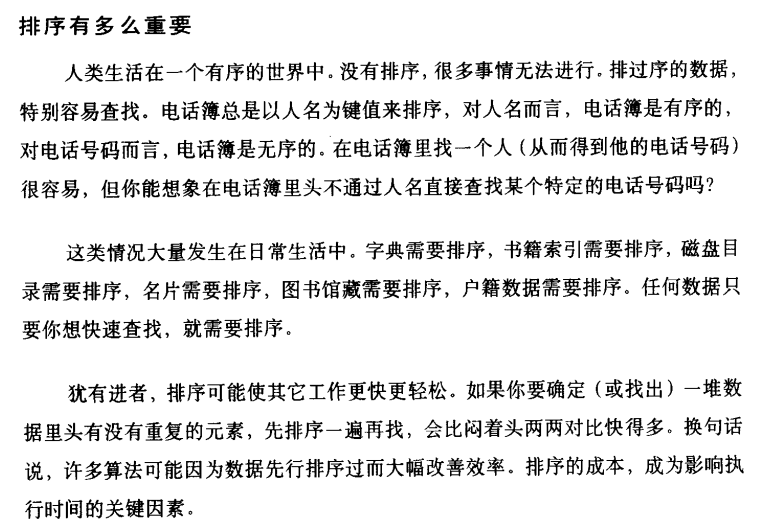 排序有多么重要
人类生活在一个有序的世界中。没有排序，很多事情无法进行。排过序的数据，
特别容易查找。电话簿总是以人名为键值来排序，对人名而言，电话簿是有序的，
对电话号码而言，电话簿是无序的。在电话簿里找一个人（从而得到他的电话号码）
很容易，但你能想象在电话簿里头不通过人名直接查找某个特定的电话号码吗？
这类情况大量发生在日常生活中。字典需要排序，书籍索引需要排序，磁盘目
录需要排序，名片需要排序，图书馆藏需要排序，户籍数据需要排序。任何数据只
要你想快速查找，就需要排序。
犹有进者，排序可能使其它工作更快更轻松。如果你要确定（或找出）一堆数
据里头有没有重复的元素，先排序一遍再找，会比闷着头两两对比快得多。换句话
说，许多算法可能因为数据先行排序过而大幅改善效率。排序的成本，成为影响执
行时间的关键因素。